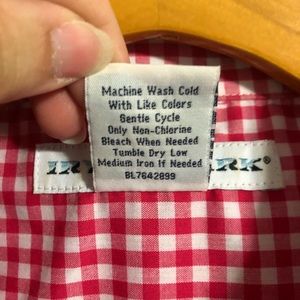 Machine Wash Cold
With Like Colors
Gentle Cycle
Only Non-Chlorine
Bleach When Needed
Tumble Dry Low
Medium Iron If Needed
BL7642899